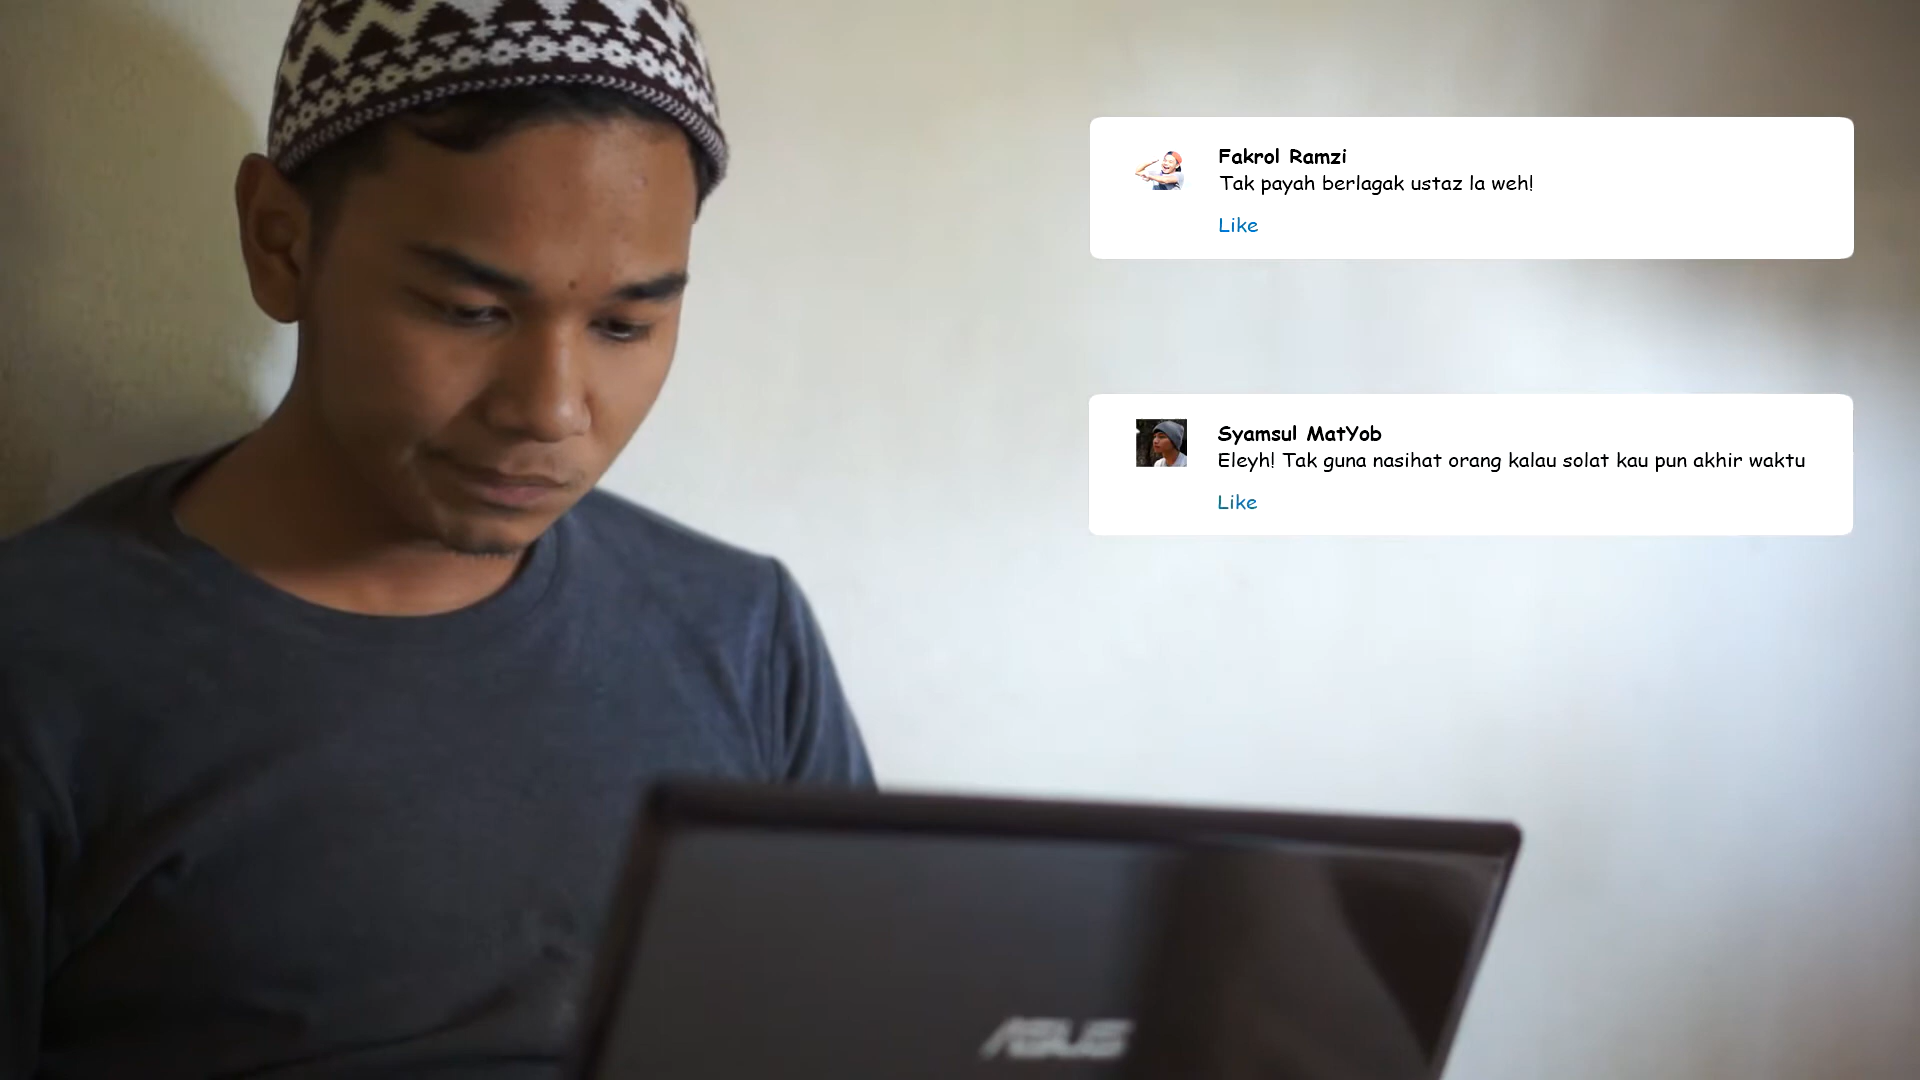 Fakrol Ramzi
Tak payah berlagak ustaz la weh!
Like
Syamsul MatYob
Eleyh! Tak guna nasihat orang kalau solat kau pun akhir waktu
Like
ASUS